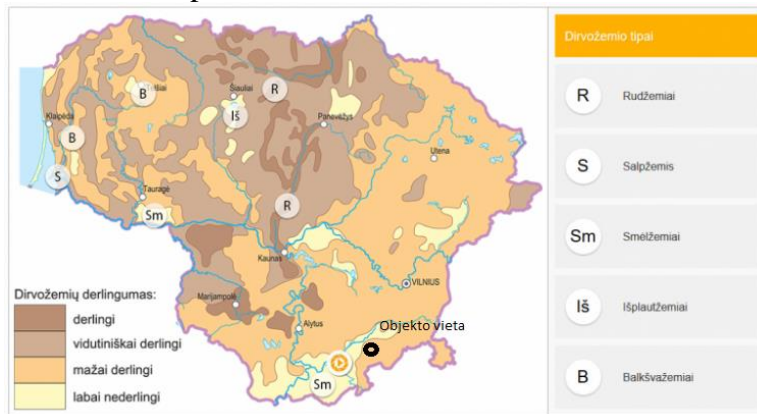 B
Telšiai
Šiauliai
R
Iš
Panevėžys
Klaipėda
B
Utena
S
Tauragė
Sm
R
Kaunas
VILNIUS
Marijampolė
Alytus
Objekto vieta
Sm
Dirvožemių derlingumas:
derlingi
vidutiniškai derlingi
mažai derlingi
labai nederlingi
Dirvožemio tipai
R Rudžemiai
S Salpžemis
Sm Smėlžemiai
Iš Išplautžemiai
B Balkšvažemiai